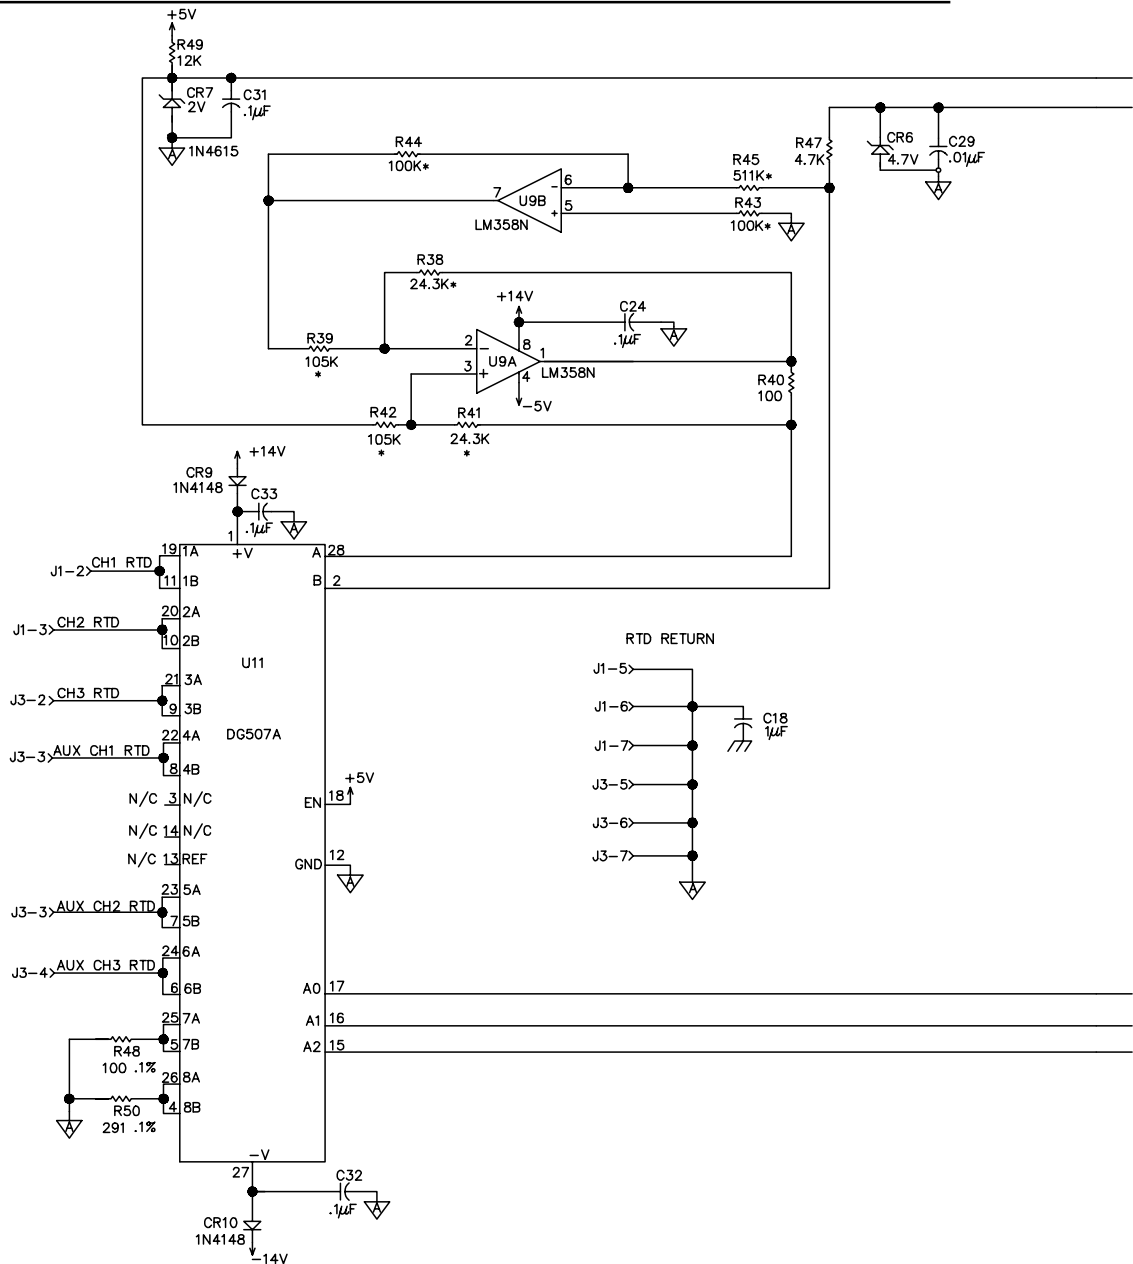 +5V
R49
12K
CR7
2V
C31
.1µF
1N4615
R44
100K*
R47
4.7K
CR6
4.7V
C29
.01µF
R45
511K*
7
6
U9B
5
LM358N
R43
100K*
R38
24.3K*
+14V
C24
.1µF
R39
105K
*
2
8
U9A
1
3
4
LM358N
-5V
R40
100
R42
105K
*
R41
24.3K
*
+14V
CR9
1N4148
C33
.1µF
1
+V
19 1A
A 28
J1-2 CH1 RTD
11 1B
B 2
20 2A
J1-3 CH2 RTD
10 2B
RTD RETURN
U11
21 3A
J1-5
J3-2 CH3 RTD
9 3B
J1-6
C18
1µF
22 4A
DG507A
J1-7
J3-3 AUX CH1 RTD
8 4B
+5V
J3-5
N/C 3 N/C
EN 18
J3-6
N/C 14 N/C
J3-7
N/C 13 REF
GND 12
23 5A
J3-3 AUX CH2 RTD
7 5B
24 6A
J3-4 AUX CH3 RTD
6 6B
A0 17
25 7A
A1 16
5 7B
A2 15
R48
100 .1%
26 8A
4 8B
R50
291 .1%
-V
27
C32
.1µF
CR10
1N4148
-14V
A
A
A
A
A
A
A
A
A
A